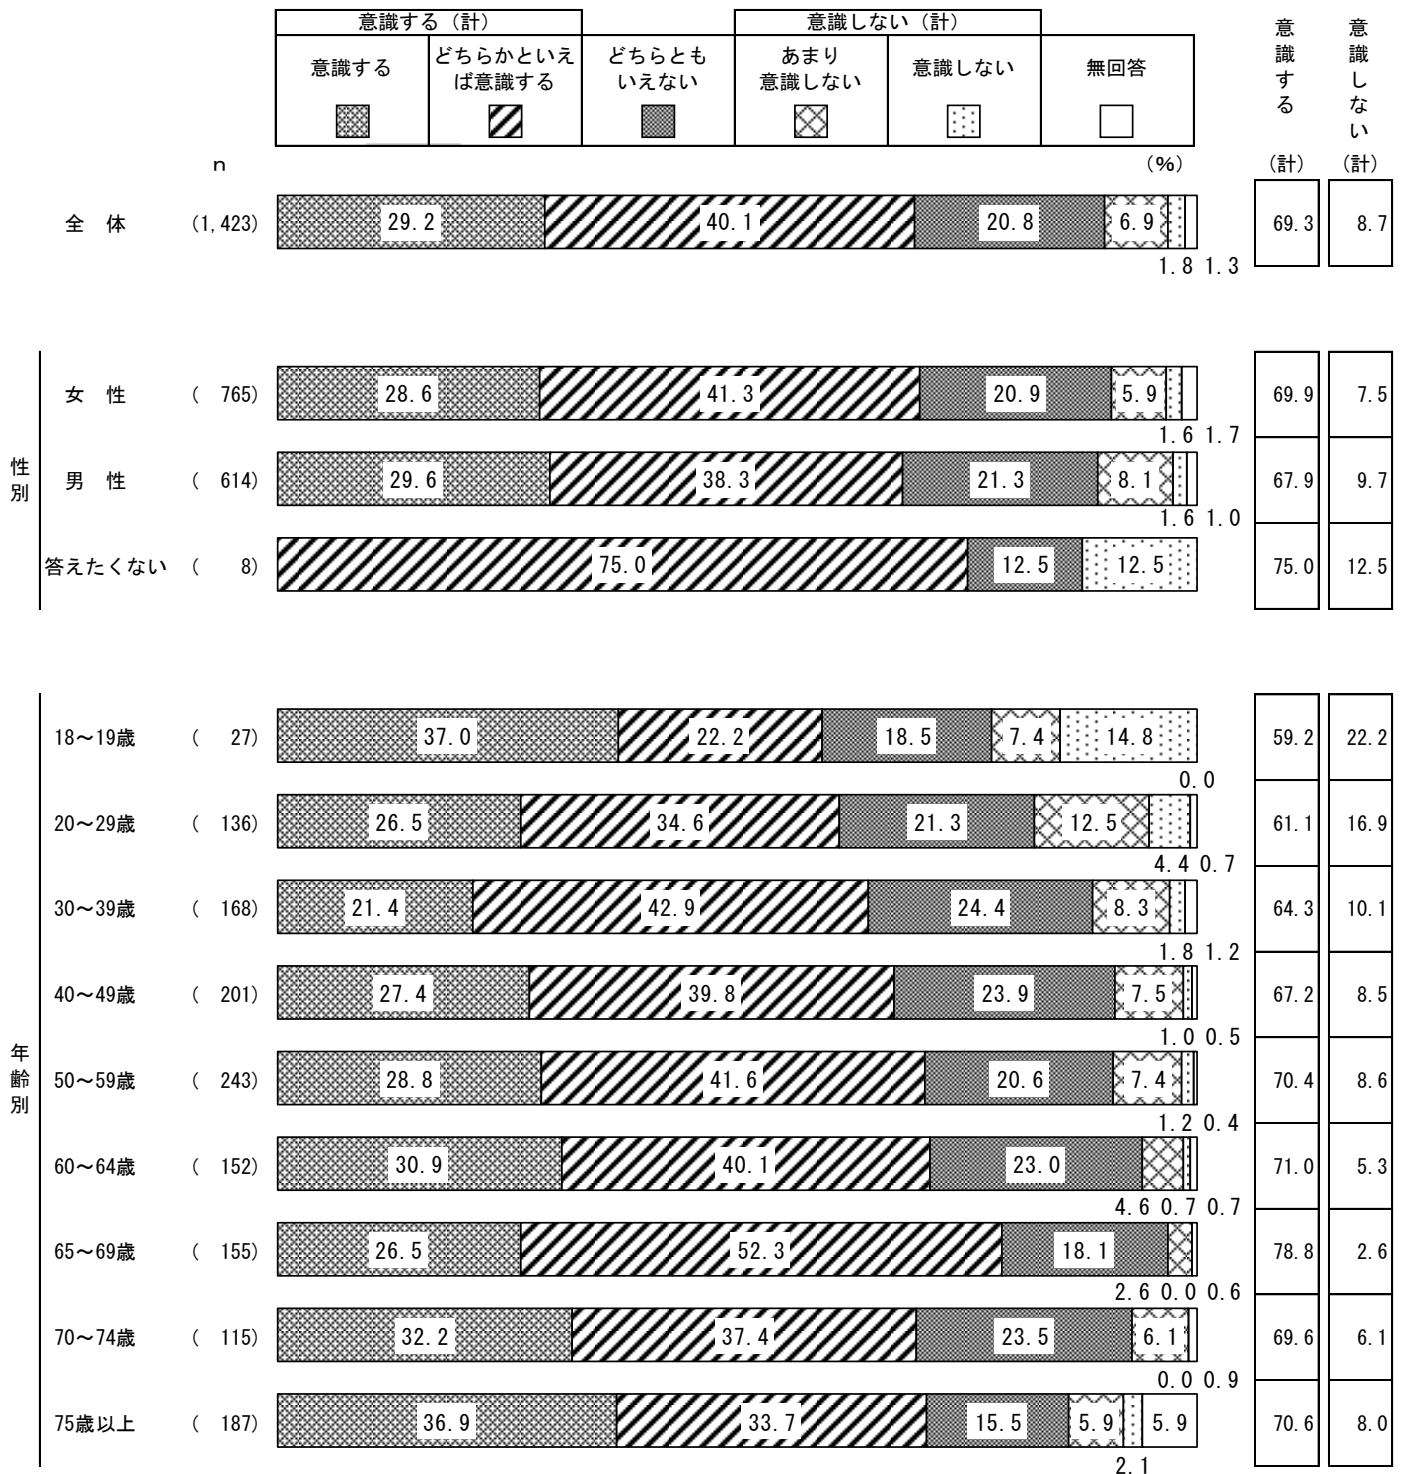 意識する（計） 意識しない（計）
意識する どちらかといえば意識する どちらともいえない あまり意識しない 意識しない 無回答
意識する（計） 意識しない（計）
n (%)
全 体 (1,423) 29.2 40.1 20.8 6.9 69.3 8.7
1.8 1.3
性別
女 性 ( 765) 28.6 41.3 20.9 5.9 69.9 7.5
1.6 1.7
男 性 ( 614) 29.6 38.3 21.3 8.1 67.9 9.7
1.6 1.0
答えたくない ( 8) 75.0 12.5 12.5 75.0 12.5
年齢別
18～19歳 ( 27) 37.0 22.2 18.5 7.4 14.8 59.2 22.2
0.0
20～29歳 ( 136) 26.5 34.6 21.3 12.5 61.1 16.9
4.4 0.7
30～39歳 ( 168) 21.4 42.9 24.4 8.3 64.3 10.1
1.8 1.2
40～49歳 ( 201) 27.4 39.8 23.9 7.5 67.2 8.5
1.0 0.5
50～59歳 ( 243) 28.8 41.6 20.6 7.4 70.4 8.6
1.2 0.4
60～64歳 ( 152) 30.9 40.1 23.0 71.0 5.3
4.6 0.7 0.7
65～69歳 ( 155) 26.5 52.3 18.1 78.8 2.6
2.6 0.0 0.6
70～74歳 ( 115) 32.2 37.4 23.5 6.1 69.6 6.1
0.0 0.9
75歳以上 ( 187) 36.9 33.7 15.5 5.9 5.9 70.6 8.0
2.1